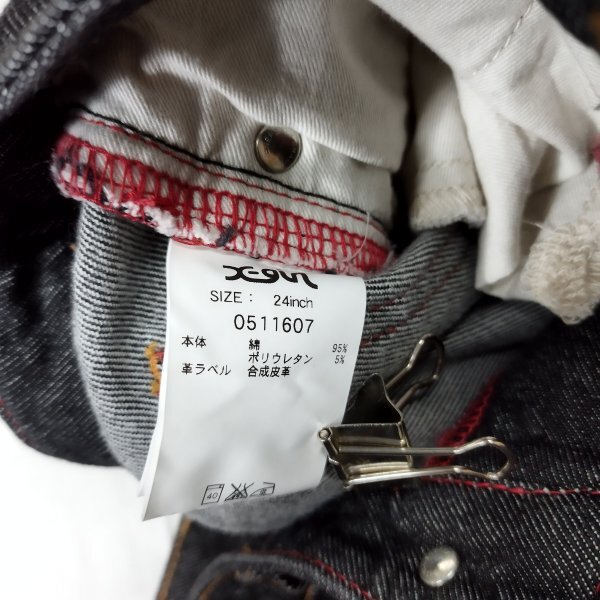 X-girl
SIZE： 24inch
0511607
本体 綿 95%
ポリウレタン 5%
革ラベル 合成皮革
40